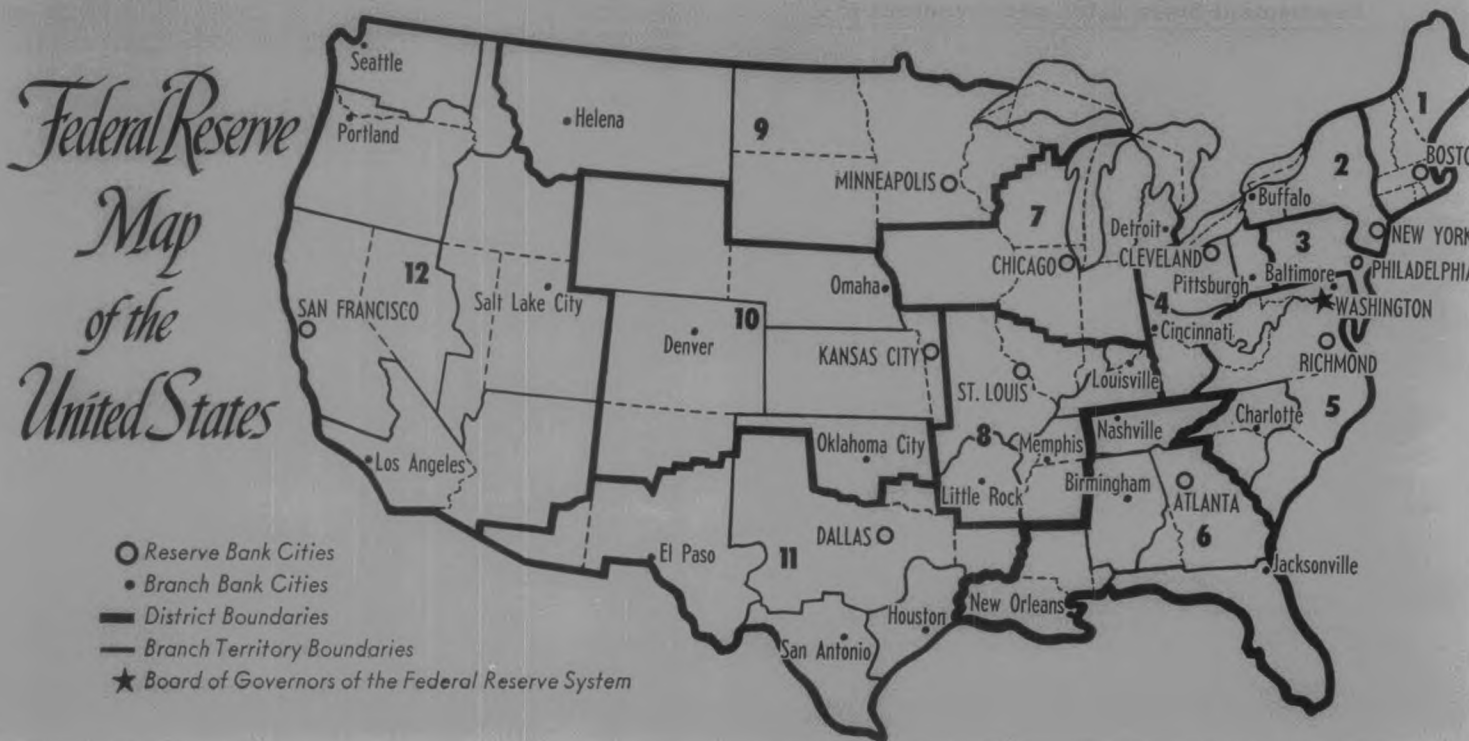 Federal Reserve
Map
of the
United States
Seattle
Portland
Helena
9
MINNEAPOLIS
1
BOSTO
2
Buffalo
NEW YORK
7
Detroit
CHICAGO
CLEVELAND
3
Pittsburgh
Baltimore
PHILADELPHIA
WASHINGTON
12
SAN FRANCISCO
Salt Lake City
Omaha
10
Denver
KANSAS CITY
4
Cincinnati
RICHMOND
ST. LOUIS
Louisville
5
Charlotte
Los Angeles
Oklahoma City
8
Memphis
Nashville
Little Rock
Birmingham
ATLANTA
6
El Paso
11
DALLAS
Jacksonville
Houston
New Orleans
San Antonio
Reserve Bank Cities
Branch Bank Cities
District Boundaries
Branch Territory Boundaries
Board of Governors of the Federal Reserve System